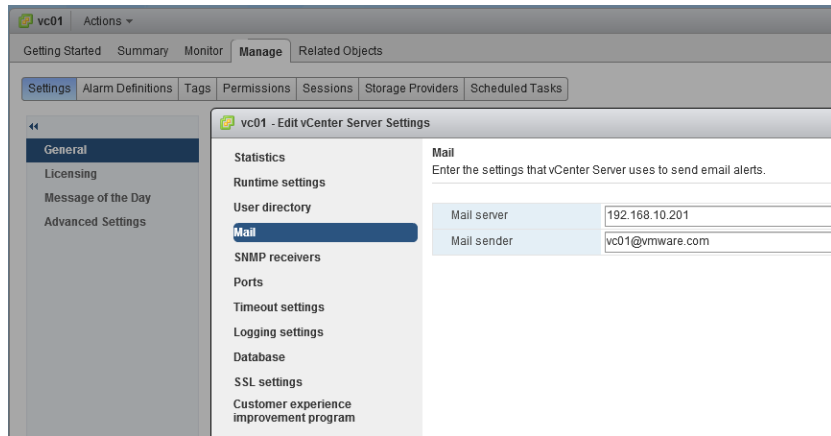 vc01 Actions
Getting Started Summary Monitor Manage Related Objects
Settings Alarm Definitions Tags Permissions Sessions Storage Providers Scheduled Tasks
General
Licensing
Message of the Day
Advanced Settings
vc01 - Edit vCenter Server Settings
Statistics
Runtime settings
User directory
Mail
SNMP receivers
Ports
Timeout settings
Logging settings
Database
SSL settings
Customer experience
improvement program
Mail
Enter the settings that vCenter Server uses to send email alerts.
Mail server 192.168.10.201
Mail sender vc01@vmware.com